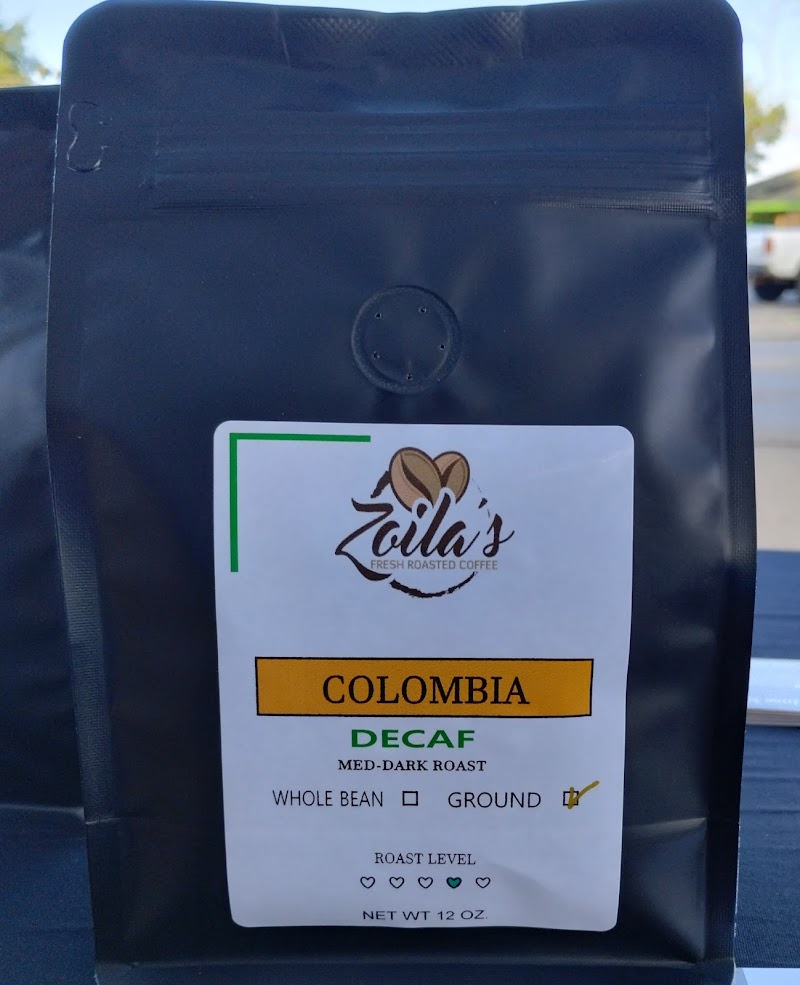 Zoila's
FRESH ROASTED COFFEE
COLOMBIA
DECAF
MED-DARK ROAST
WHOLE BEAN GROUND
ROAST LEVEL
NET WT 12 OZ.